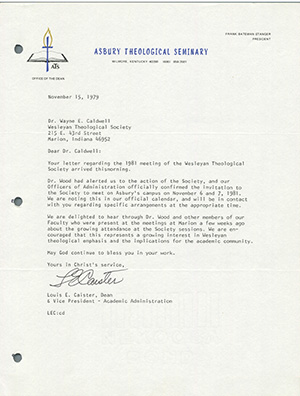 FRANK BATEMAN STANGER
PRESIDENT
ATS
ASBURY THEOLOGICAL SEMINARY
WILMORE, KENTUCKY 40390
OFFICE OF THE DEAN
November 15, 1979
Dr. Wayne E. Caldwell
Wesleyan Theological Society
215 E. 43rd Street
Marion, Indiana 46952
Dear Dr. Caldwell:
Your letter regarding the 1981 meeting of the Wesleyan Theological
Society arrived this morning.
Dr. Wood had alerted us to the action of the Society, and our
Officers of Administration officially confirmed the invitation to
the Society to meet on Asbury's campus on November 6 and 7, 1981.
We are noting this in our official calendar, and will be in contact
with you regarding specific arrangements at the appropriate time.
We are delighted to hear through Dr. Wood and other members of our
Faculty who were present at the meetings at Marion a few weeks ago
about the growing attendance at the Society sessions. We are en-
couraged that this represents a growing interest in Wesleyan
theological emphasis and the implications for the academic community.
May God continue to bless you in your work.
Yours in Christ's service,
L E Caister
Louis E. Caister, Dean
& Vice President - Academic Administration
LEC:cd